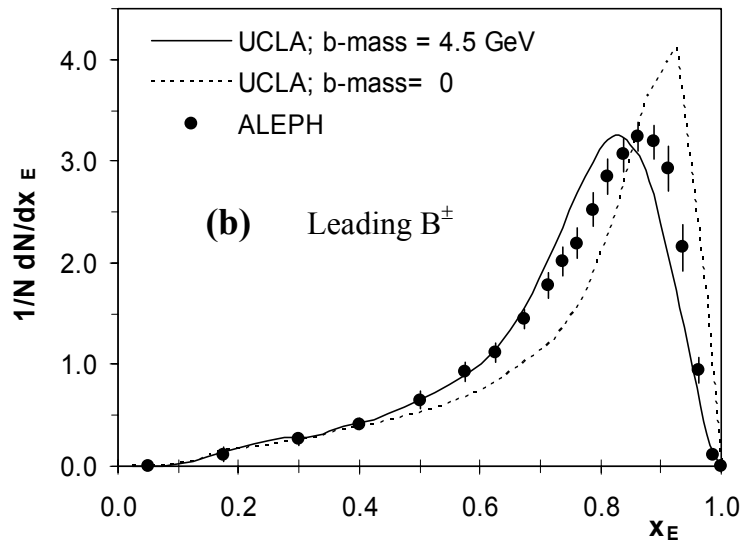 UCLA; b-mass = 4.5 GeV
UCLA; b-mass= 0
ALEPH
(b) Leading B±
1/N dN/dx E
4.0
3.0
2.0
1.0
0.0
0.0 0.2 0.4 0.6 0.8 1.0
x E